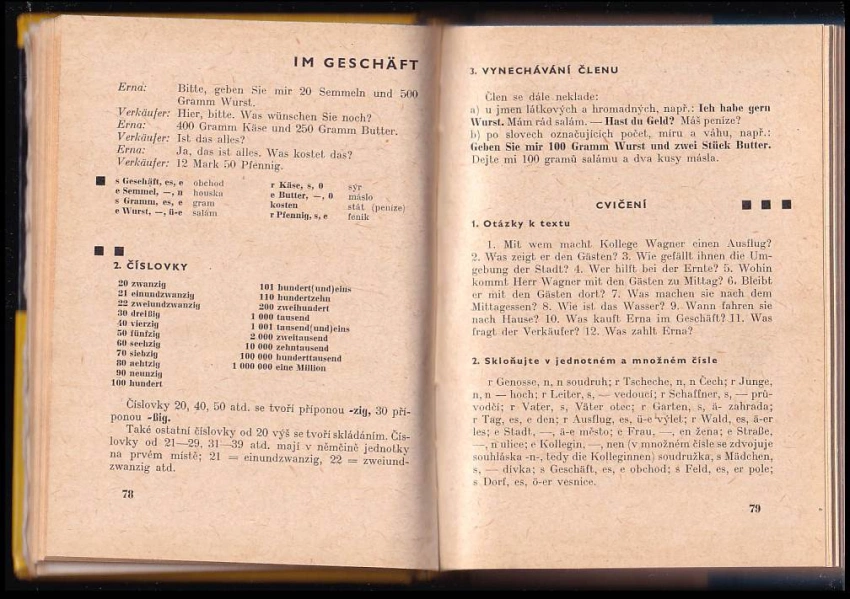 IM GESCHÄFT
Erna: Bitte, geben Sie mir 20 Semmeln und 500
Gramm Wurst.
Verkäufer: Hier, bitte. Was wünschen Sie noch?
Erna: 400 Gramm Käse und 250 Gramm Butter.
Verkäufer: Ist das alles?
Erna: Ja, das ist alles. Was kostet das?
Verkäufer: 12 Mark 50 Pfennig.
s Geschäft, es, e obchod
e Semmel, —, n houska
s Gramm, es, e gram
e Wurst, —, ü-e salám
r Käse, s, 0 sýr
e Butter, —, 0 máslo
kosten stát (peníze)
r Pfennig, s, e fenik
2. ČÍSLOVKY
20 zwanzig
21 einundzwanzig
22 zweiundzwanzig
30 dreißig
40 vierzig
50 fünfzig
60 sechzig
70 siebzig
80 achtzig
90 neunzig
100 hundert
101 hundert(und)eins
110 hundertzehn
200 zweihundert
1 000 tausend
1 001 tausend(und)eins
2 000 zweitausend
10 000 zehntausend
100 000 hunderttausend
1 000 000 eine Million
Číslovky 20, 40, 50 atd. se tvoří příponou -zig, 30 pří-
ponou -ßig.
Také ostatní číslovky od 20 výš se tvoří skládáním. Čís-
lovky od 21—29, 31—39 atd. mají v němčině jednotky
na prvém místě; 21 = einundzwanzig, 22 = zweiund-
zwanzig atd.
78
3. VYNECHÁVÁNÍ ČLENU
Člen se dále neklade:
a) u jmen látkových a hromadných, např.: Ich habe gern
Wurst. Mám rád salám. — Hast du Geld? Máš peníze?
b) po slovech označujících počet, míru a váhu, např.:
Geben Sie mir 100 Gramm Wurst und zwei Stück Butter.
Dejte mi 100 gramů salámu a dva kusy másla.
CVIČENÍ
1. Otázky k textu
1. Mit wem macht Kollege Wagner einen Ausflug?
2. Was zeigt er den Gästen? 3. Wie gefällt ihnen die Um-
gebung der Stadt? 4. Wer hilft bei der Ernte? 5. Wohin
kommt Herr Wagner mit den Gästen zu Mittag? 6. Bleibt
er mit den Gästen dort? 7. Was machen sie nach dem
Mittagessen? 8. Wie ist das Wasser? 9. Wann fahren sie
nach Hause? 10. Was kauft Erna im Geschäft? 11. Was
fragt der Verkäufer? 12. Was zahlt Erna?
2. Skloňujte v jednotném a množném čísle
r Genosse, n, n soudruh; r Tscheche, n, n Čech; r Junge,
n, n — hoch; r Leiter, s, — vedoucí; r Schaffner, s, — prů-
vodčí; r Vater, s, Väter otec; r Garten, s, ä- zahrada;
r Tag, es, e den; r Ausflug, es, ü-e výlet; r Wald, es, ä-er
les; e Stadt, —, ä-e město; e Frau, —, en žena; e Straße,
—, n ulice; e Kollegin, —, nen (v množném čísle se zdvojuje
souhláska -n-, tedy die Kolleginnen) soudružka, s Mädchen,
s, — dívka; s Geschäft, es, e obchod; s Feld, es, er pole;
s Dorf, es, ö-er vesnice.
79